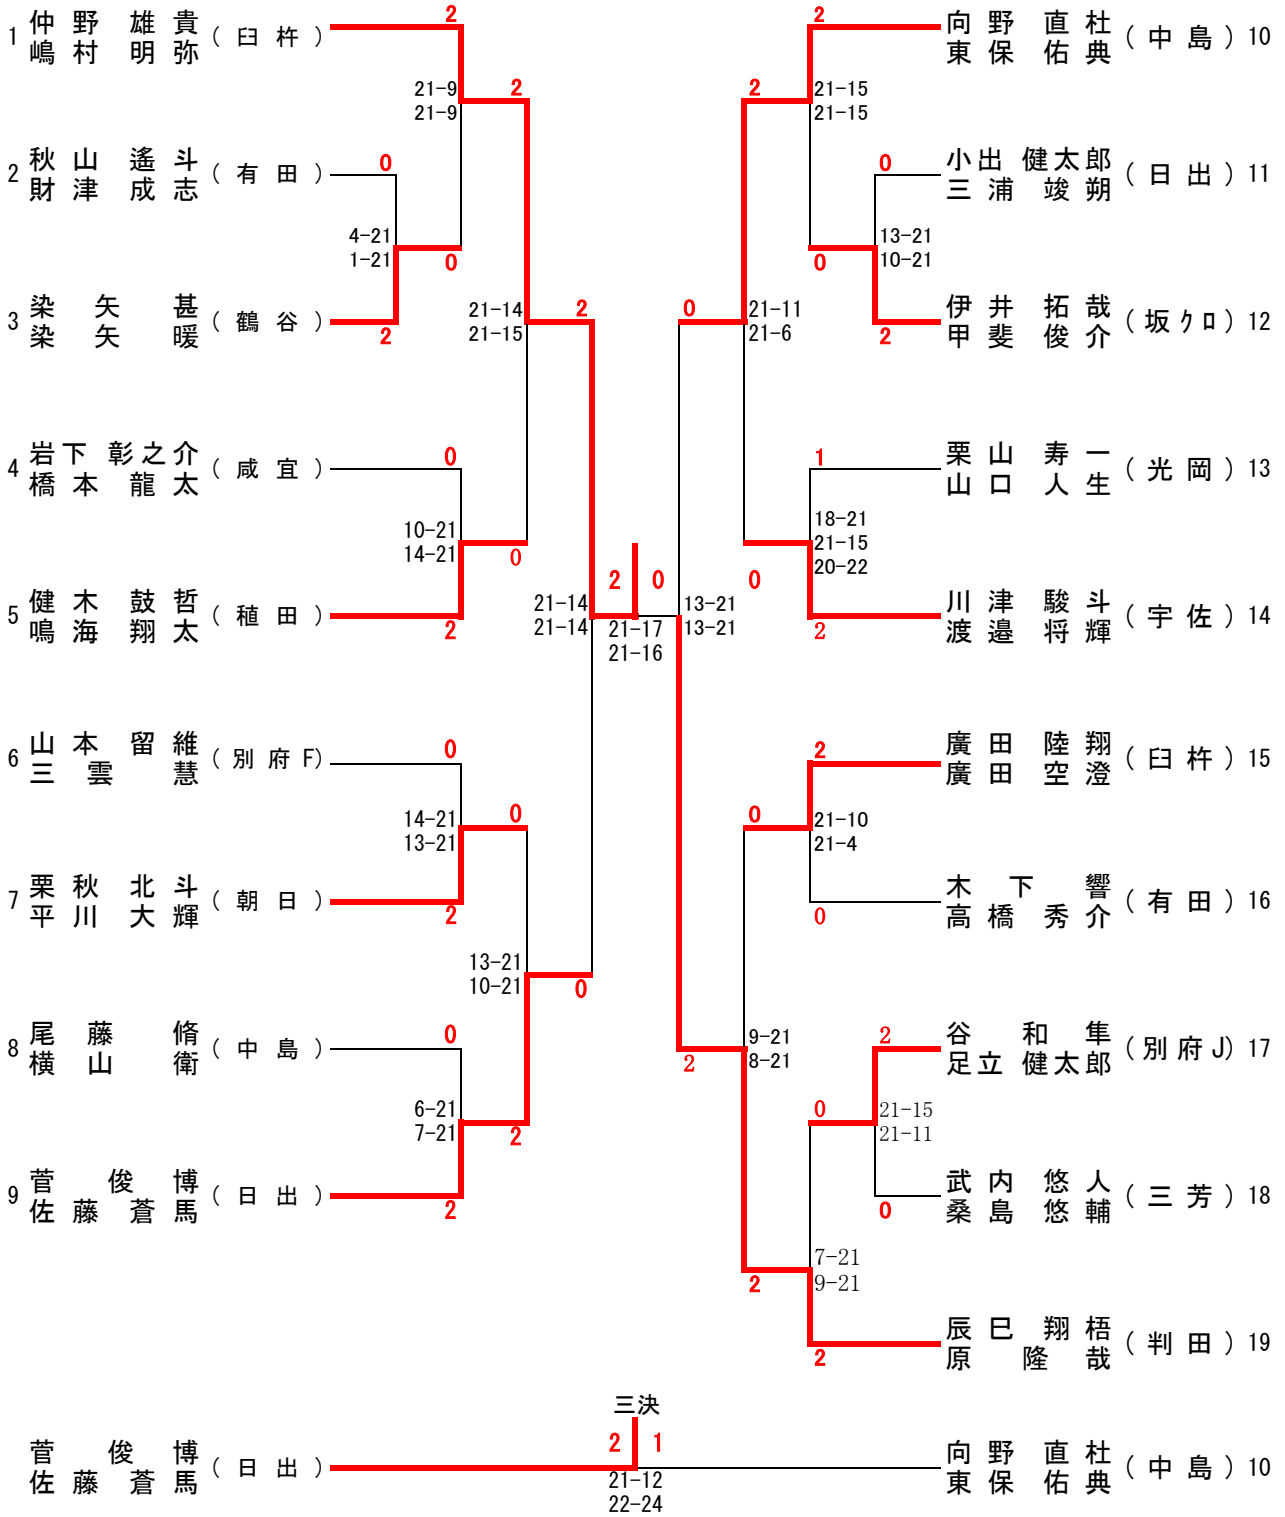 1 仲野 雄貴 (臼杵)
嶋村 明弥
2 秋山 遙斗 (有田)
財津 成志
3 染矢 甚 (鶴谷)
染矢 暖
4 岩下 彰之介 (咸宜)
橋本 龍太
5 健木 鼓哲 (稙田)
鳴海 翔太
6 山本 留維 (別府F)
三雲 慧
7 栗秋 北斗 (朝日)
平川 大輝
8 尾藤 脩 (中島)
横山 衛
9 菅 俊博 (日出)
佐藤 蒼馬
2
21-9
21-9
2
0
4-21
1-21
0
2
21-14
21-15
2
0
10-21
14-21
0
2
21-14
21-14
0
14-21
13-21
0
2
13-21
10-21
0
0
6-21
7-21
2
2
2 0
21-17
21-16
向野 直杜 (中島) 10
東保 佑典
小出 健太郎 (日出) 11
三浦 竣朔
伊井 拓哉 (坂クロ) 12
甲斐 俊介
栗山 寿一 (光岡) 13
山口 人生
川津 駿斗 (宇佐) 14
渡邉 将輝
廣田 陸翔 (臼杵) 15
廣田 空澄
木下 響 (有田) 16
高橋 秀介
谷 和隼 (別府J) 17
足立 健太郎
武内 悠人 (三芳) 18
桑島 悠輔
辰巳 翔梧 (判田) 19
原 隆哉
2
2
21-15
21-15
0
13-21
10-21
0
2
0
21-11
21-6
1
18-21
21-15
20-22
0
2
13-21
13-21
2
0
21-10
21-4
0
9-21
8-21
2
2
0
21-15
21-11
0
7-21
9-21
2
2
三決
菅 俊博 (日出)
佐藤 蒼馬
2 1
21-12
22-24
向野 直杜 (中島) 10
東保 佑典